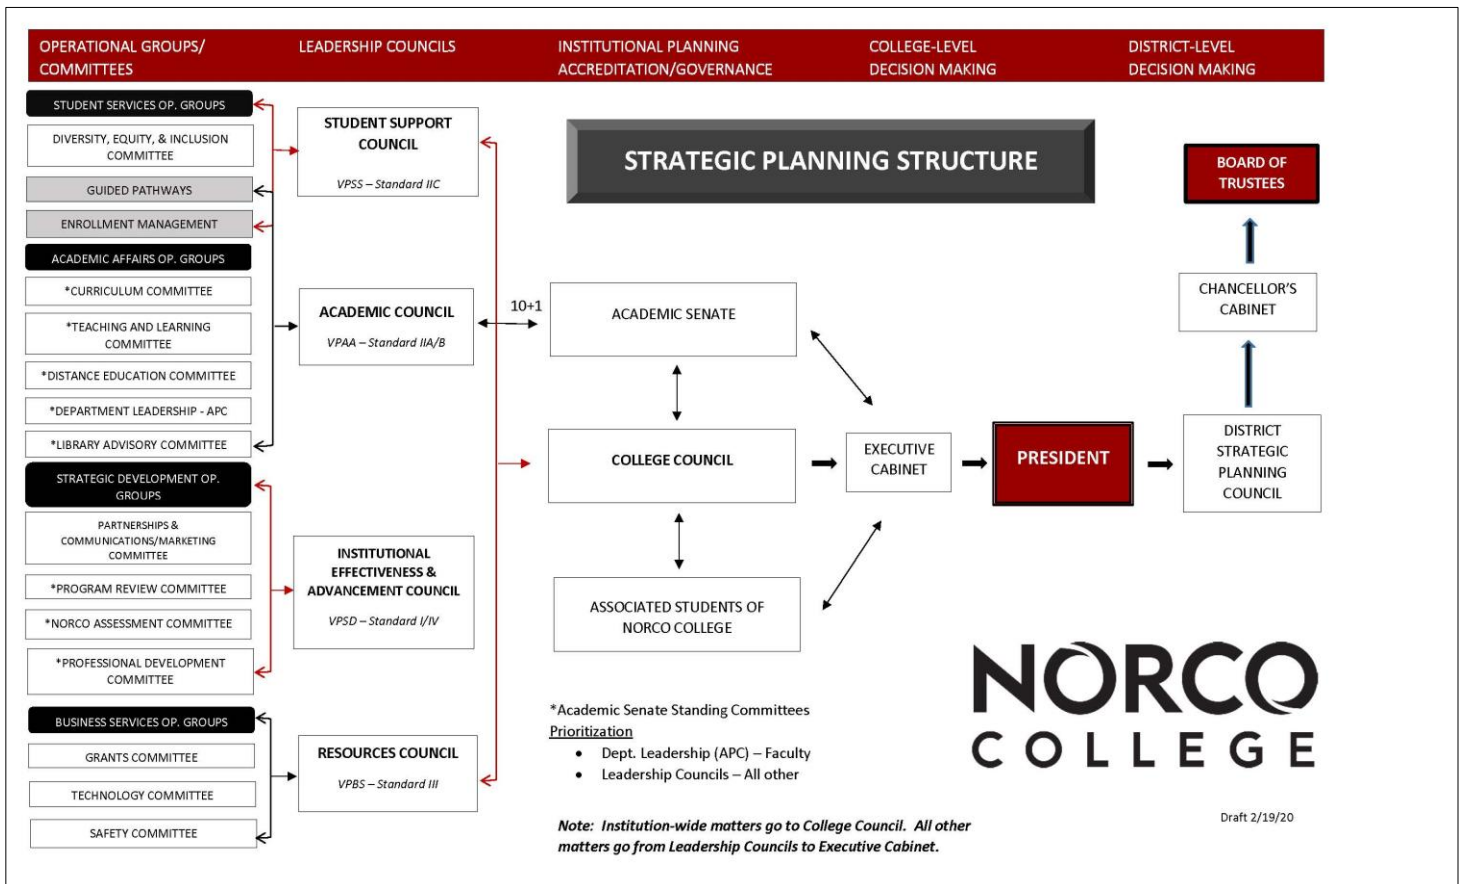 OPERATIONAL GROUPS/
COMMITTEES
LEADERSHIP COUNCILS
INSTITUTIONAL PLANNING
ACCREDITATION/GOVERNANCE
COLLEGE-LEVEL
DECISION MAKING
DISTRICT-LEVEL
DECISION MAKING
STUDENT SERVICES OP. GROUPS
DIVERSITY, EQUITY, & INCLUSION
COMMITTEE
GUIDED PATHWAYS
ENROLLMENT MANAGEMENT
ACADEMIC AFFAIRS OP. GROUPS
*CURRICULUM COMMITTEE
*TEACHING AND LEARNING
COMMITTEE
*DISTANCE EDUCATION COMMITTEE
*DEPARTMENT LEADERSHIP - APC
*LIBRARY ADVISORY COMMITTEE
STRATEGIC DEVELOPMENT OP.
GROUPS
PARTNERSHIPS &
COMMUNICATIONS/MARKETING
COMMITTEE
*PROGRAM REVIEW COMMITTEE
*NORCO ASSESSMENT COMMITTEE
*PROFESSIONAL DEVELOPMENT
COMMITTEE
BUSINESS SERVICES OP. GROUPS
GRANTS COMMITTEE
TECHNOLOGY COMMITTEE
SAFETY COMMITTEE
STUDENT SUPPORT
COUNCIL
VPSS – Standard IIC
ACADEMIC COUNCIL
VPAA – Standard IIA/B
INSTITUTIONAL
EFFECTIVENESS &
ADVANCEMENT COUNCIL
VPSD – Standard I/IV
RESOURCES COUNCIL
VPBS – Standard III
STRATEGIC PLANNING STRUCTURE
10+1
ACADEMIC SENATE
COLLEGE COUNCIL
ASSOCIATED STUDENTS OF
NORCO COLLEGE
EXECUTIVE
CABINET
PRESIDENT
BOARD OF
TRUSTEES
CHANCELLOR'S
CABINET
DISTRICT
STRATEGIC
PLANNING
COUNCIL
*Academic Senate Standing Committees
Prioritization
• Dept. Leadership (APC) – Faculty
• Leadership Councils – All other
Note: Institution-wide matters go to College Council. All other
matters go from Leadership Councils to Executive Cabinet.
NORCO
COLLEGE
Draft 2/19/20